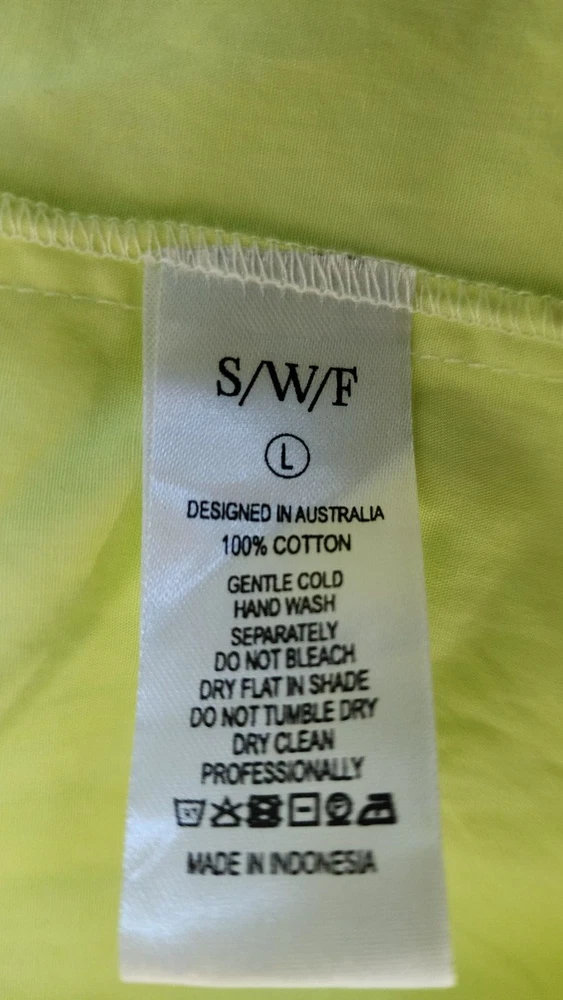 S/W/F
L
DESIGNED IN AUSTRALIA
100% COTTON
GENTLE COLD
HAND WASH
SEPARATELY
DO NOT BLEACH
DRY FLAT IN SHADE
DO NOT TUMBLE DRY
DRY CLEAN
PROFESSIONALLY
MADE IN INDONESIA